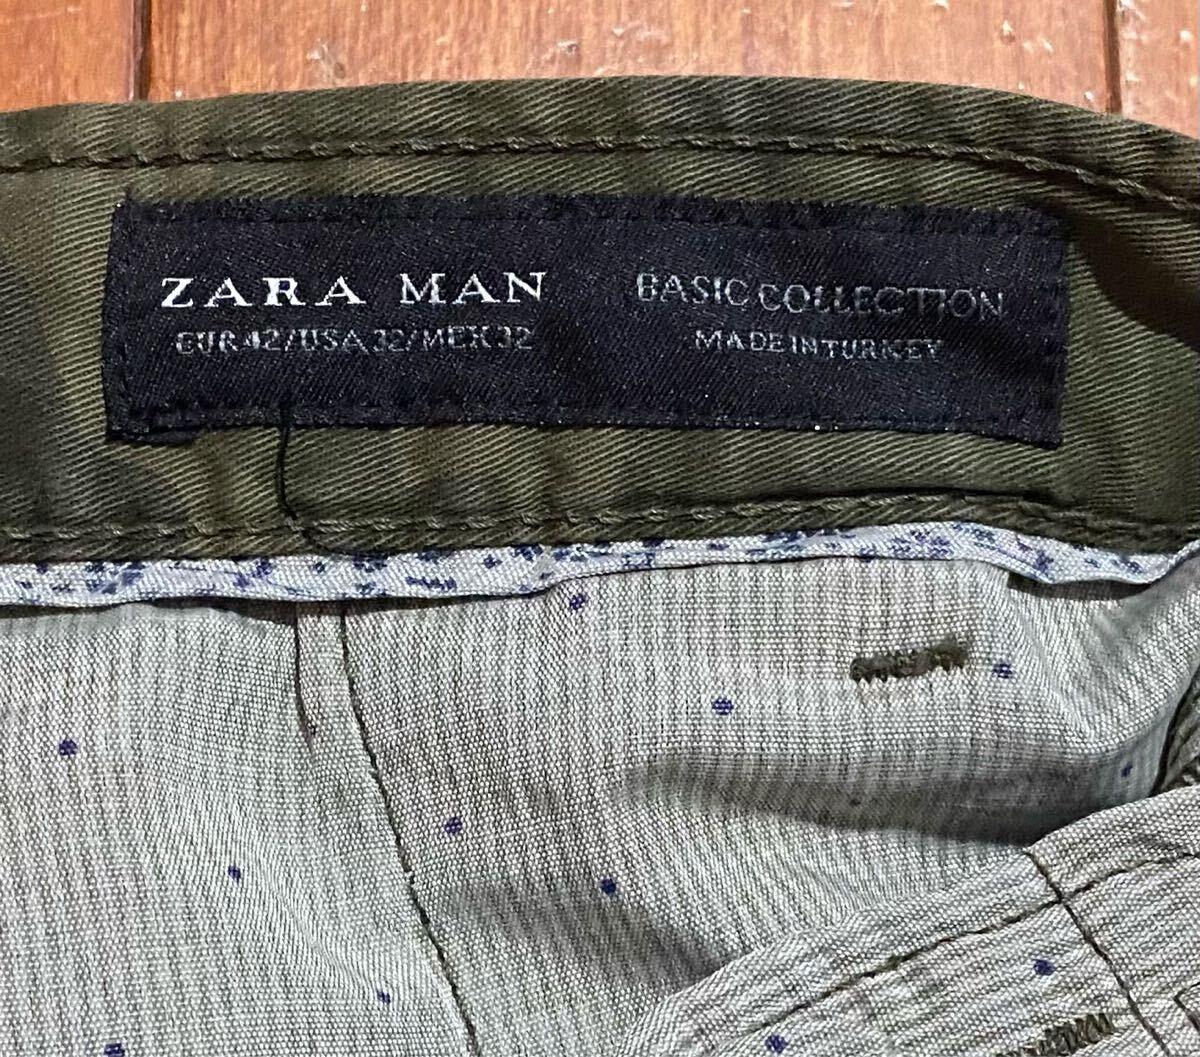 ZARA MAN
EUR 42/USA 32/MEX 32
BASIC COLLECTION
MADE IN TURKEY